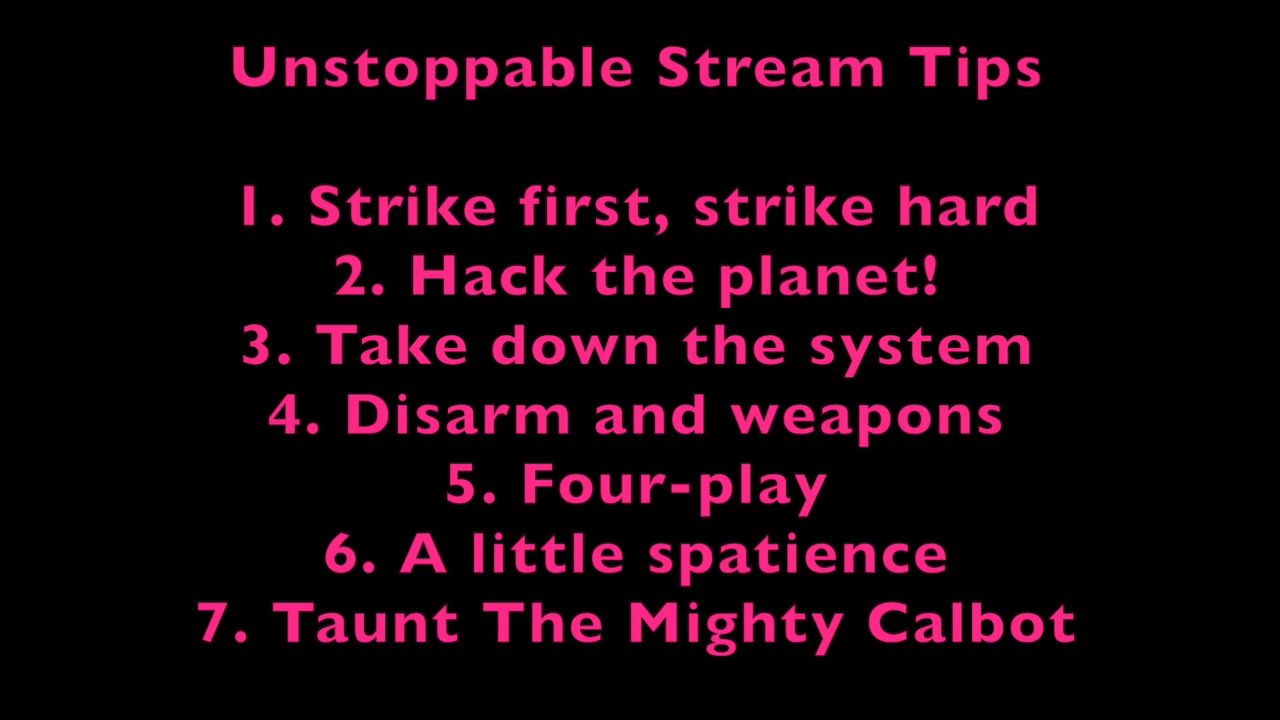 Unstoppable Stream Tips
1. Strike first, strike hard
2. Hack the planet!
3. Take down the system
4. Disarm and weapons
5. Four-play
6. A little spatience
7. Taunt The Mighty Calbot